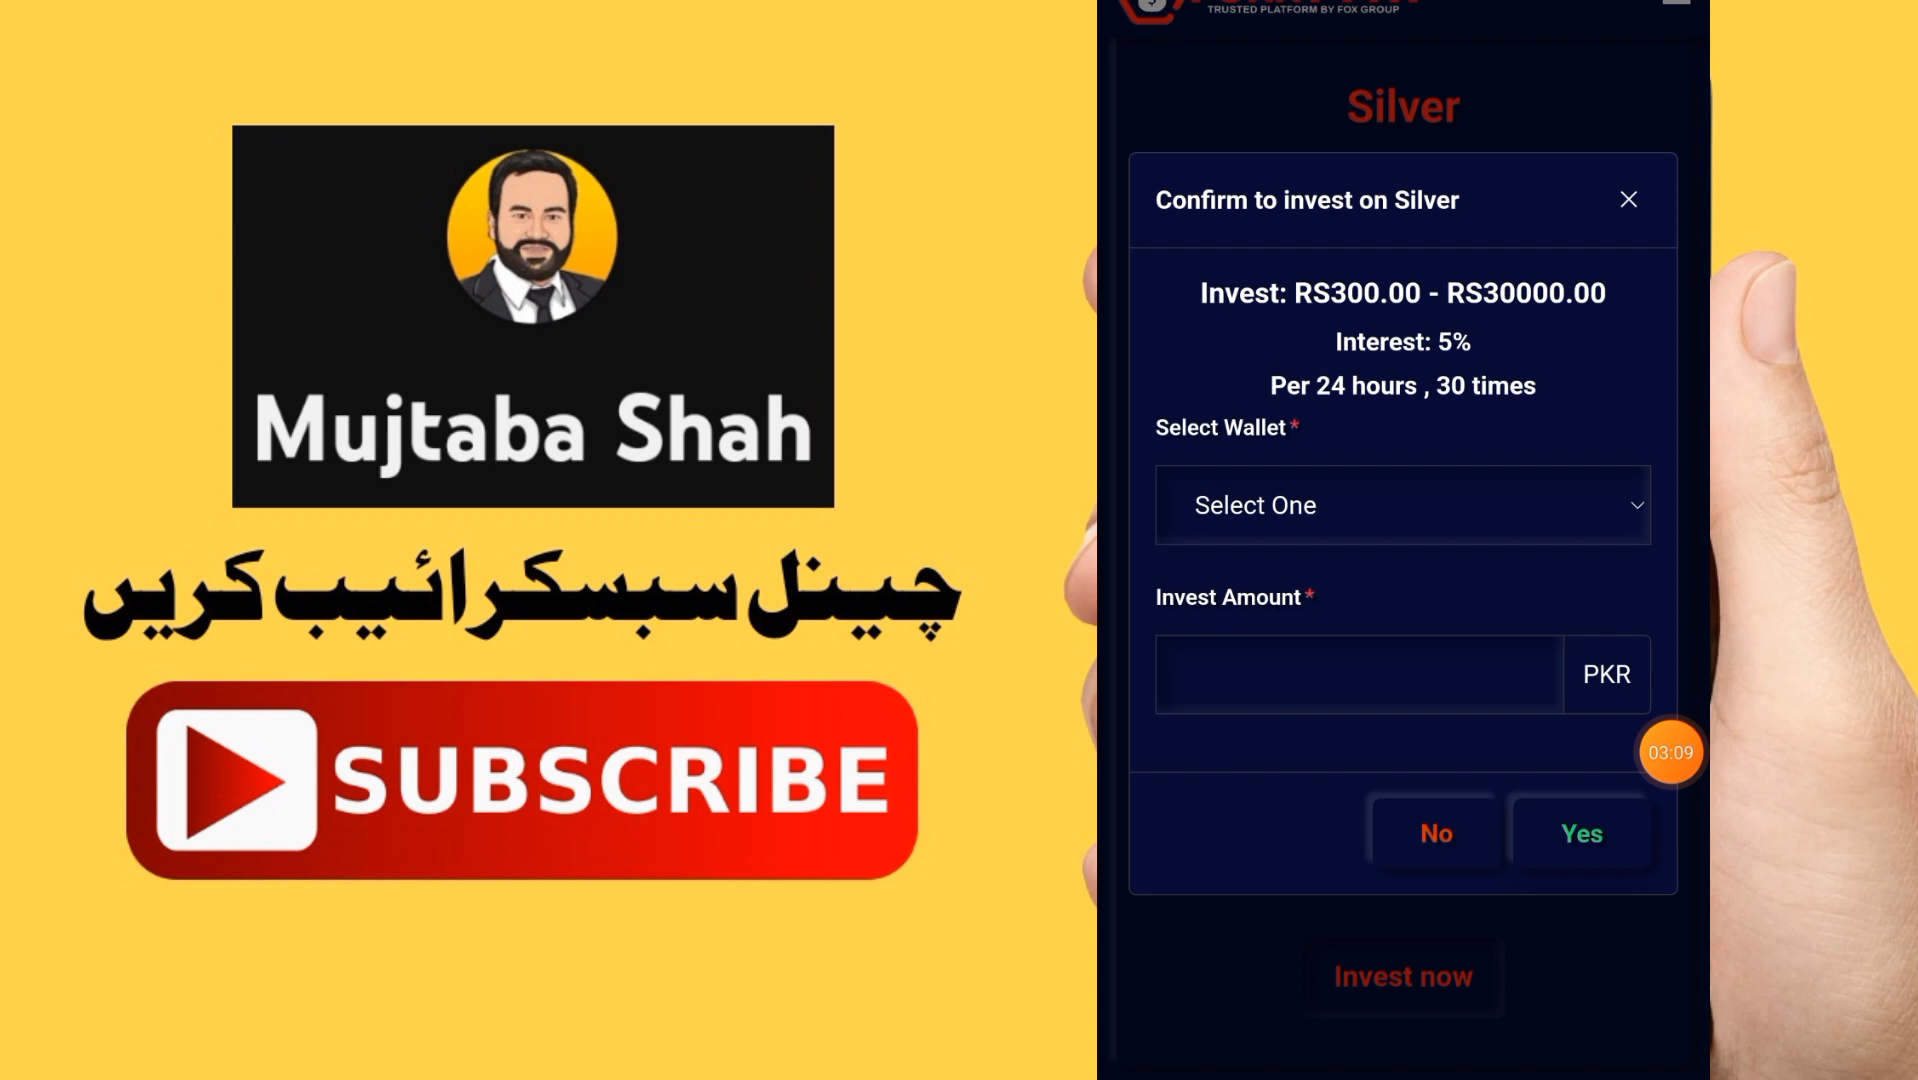 Mujtaba Shah
چینل سبسکرائیب کریں
SUBSCRIBE
TRUSTED PLATFORM BY FOX GROUP
Silver
Confirm to invest on Silver
Invest: RS300.00 - RS30000.00
Interest: 5%
Per 24 hours , 30 times
Select Wallet*
Select One
Invest Amount*
PKR
03:09
No
Yes
Invest now